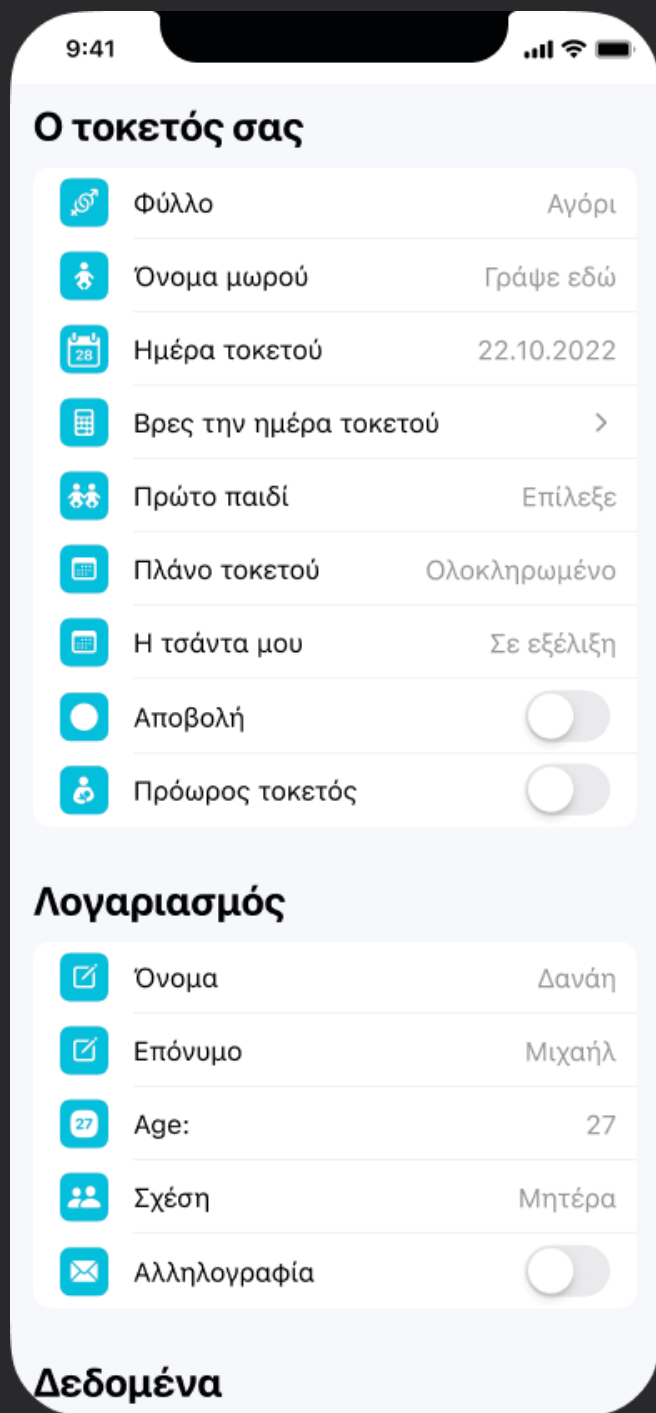 9:41
Ο τοκετός σας
Φύλλο Αγόρι
Όνομα μωρού Γράψε εδώ
28
Ημέρα τοκετού 22.10.2022
Βρες την ημέρα τοκετού
Πρώτο παιδί Επίλεξε
Πλάνο τοκετού Ολοκληρωμένο
Η τσάντα μου Σε εξέλιξη
Αποβολή
Πρόωρος τοκετός
Λογαριασμός
Όνομα Δανάη
Επόνυμο Μιχαήλ
27 Age: 27
Σχέση Μητέρα
Αλληλογραφία
Δεδομένα